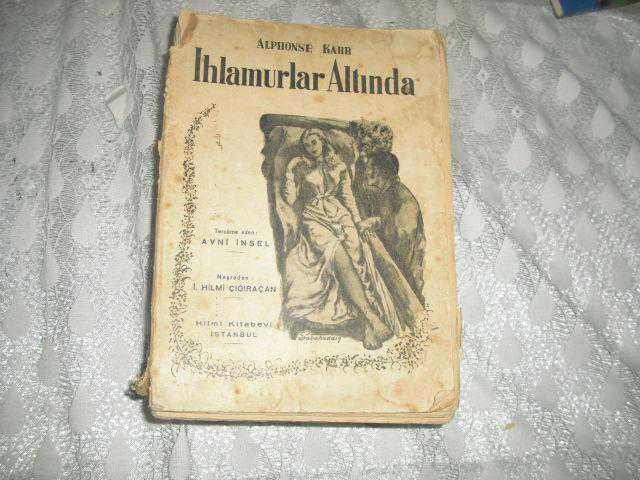 ALPHONSE KARR
Ihlamurlar Altında
Tercüme eden:
AVNİ İNSEL
Neşreden
İ. HİLMİ ÇIĞIRAÇAN
Hilmi Kitabevi
İSTANBUL